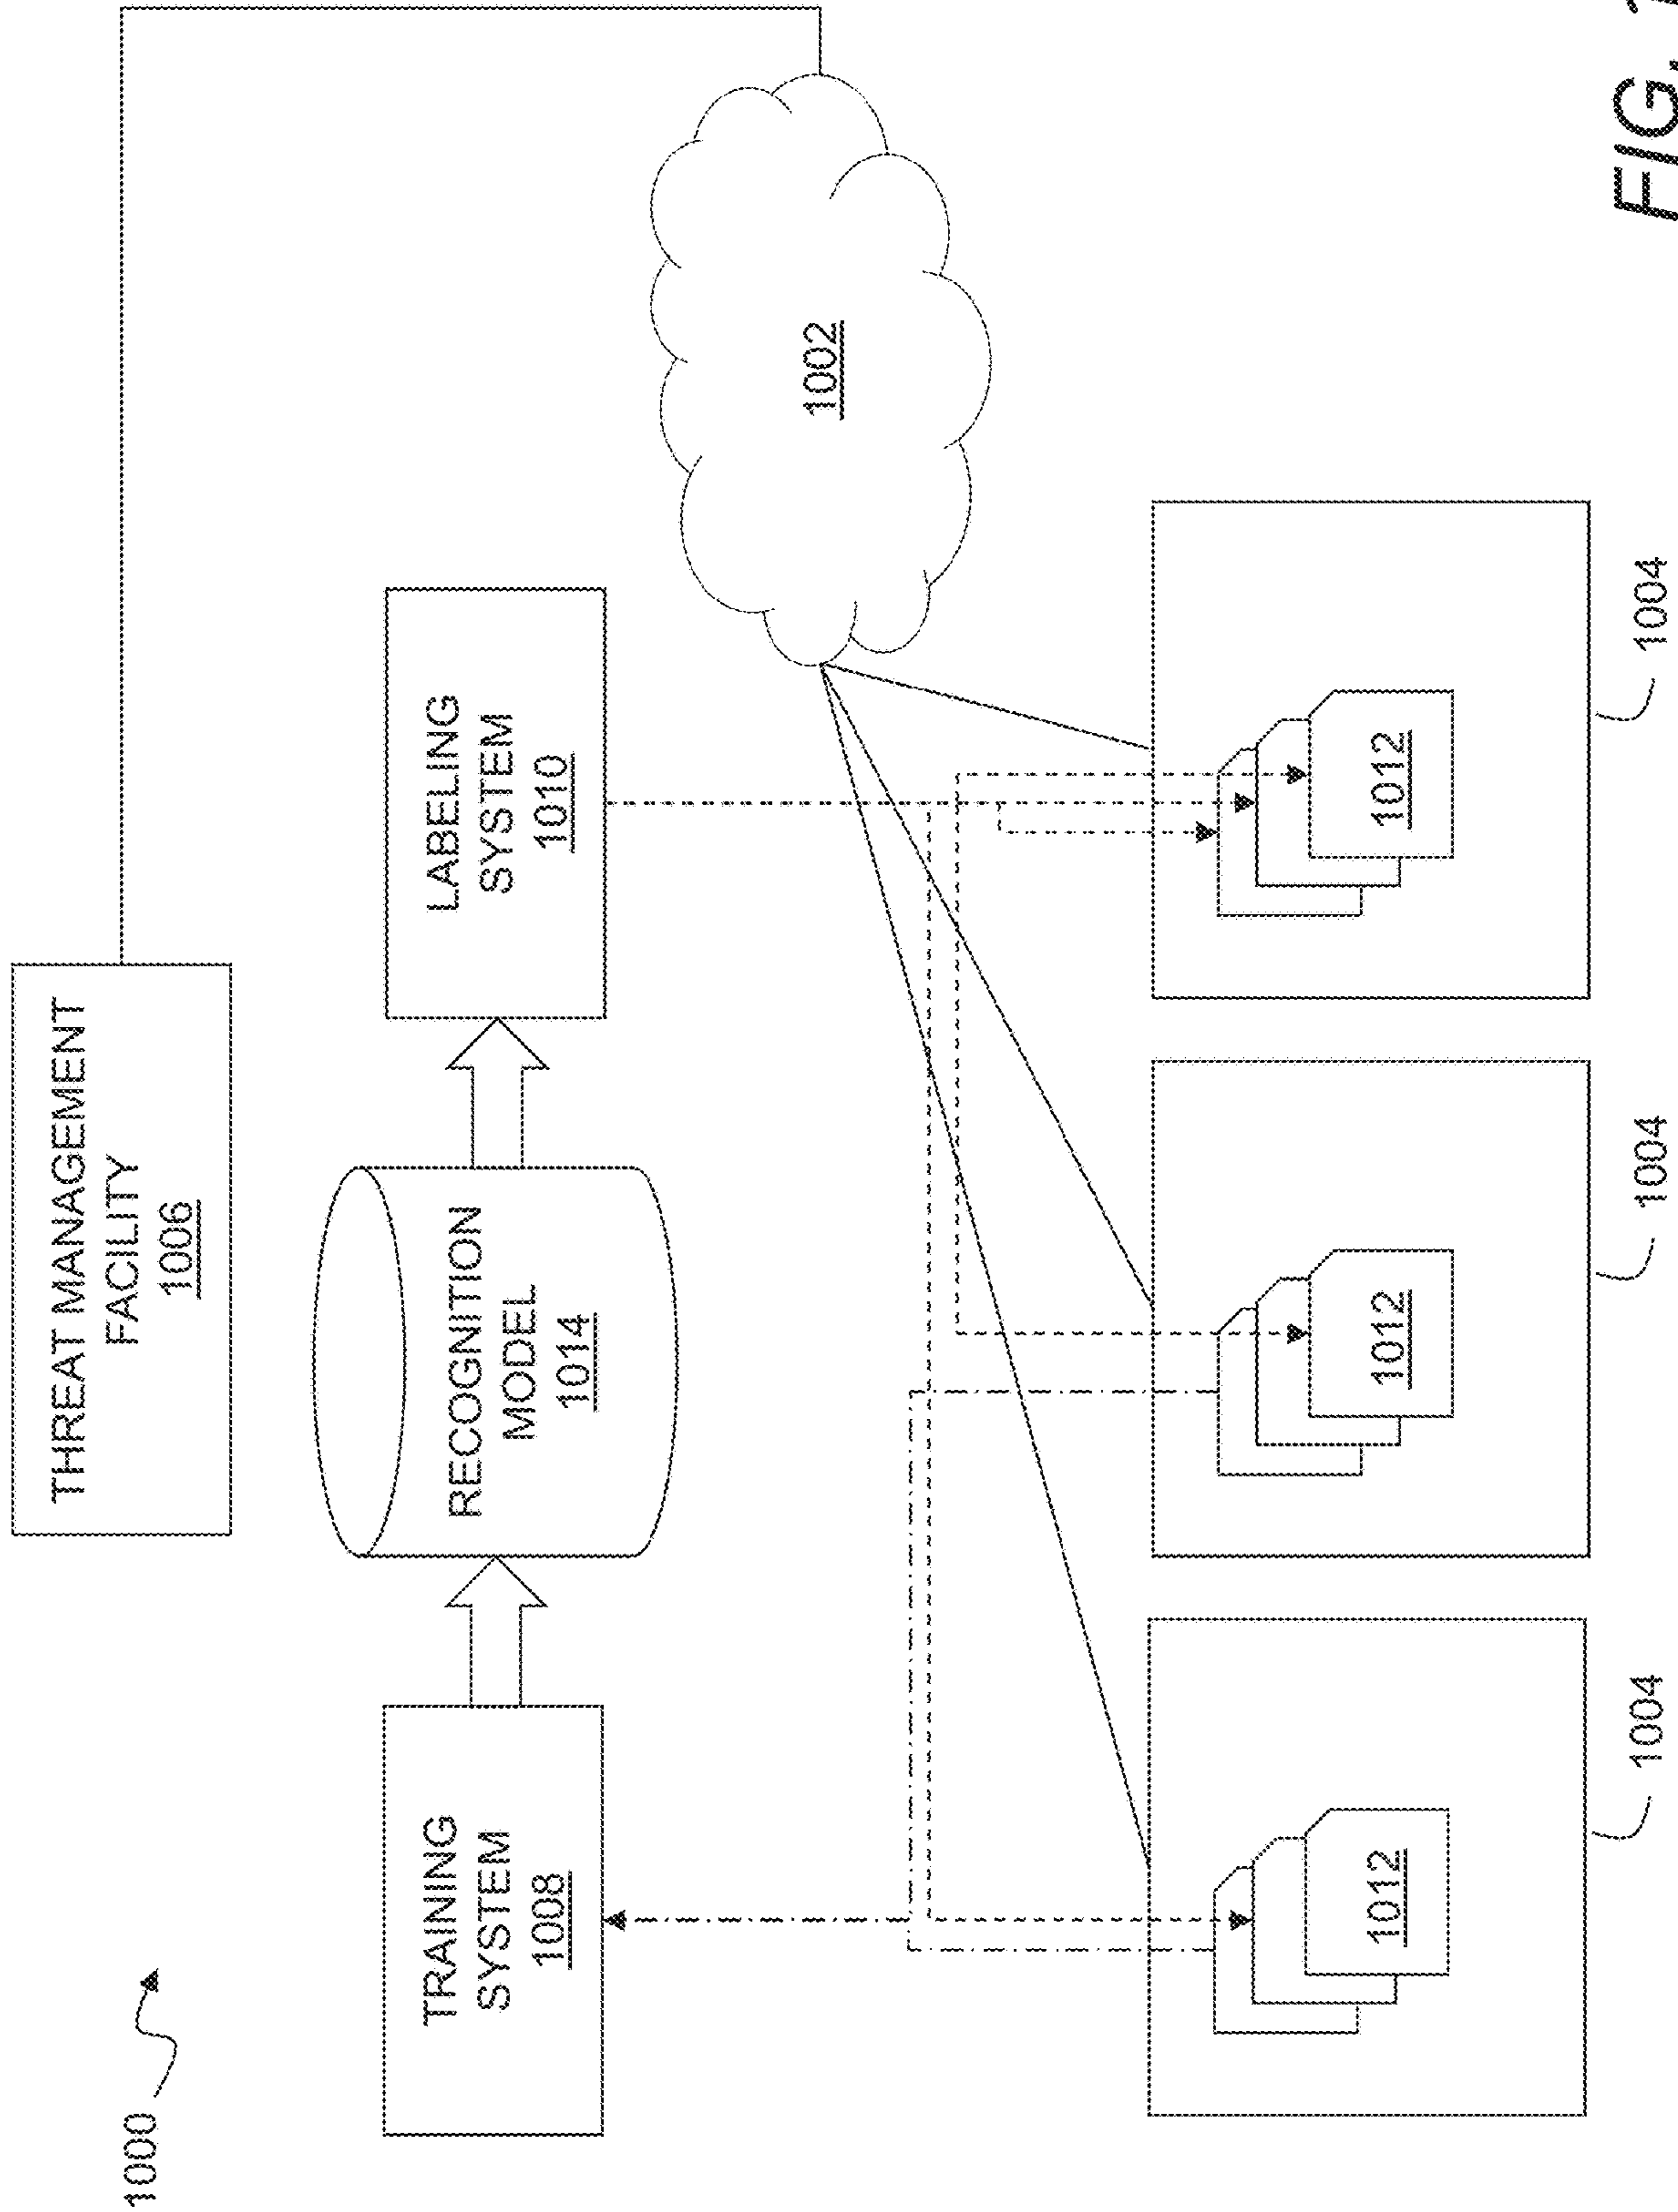 1000
THREAT MANAGEMENT
FACILITY
1006
TRAINING
SYSTEM
1008
RECOGNITION
MODEL
1014
LABELING
SYSTEM
1010
1002
1012
1012
1012
1004
1004
1004
FIG.